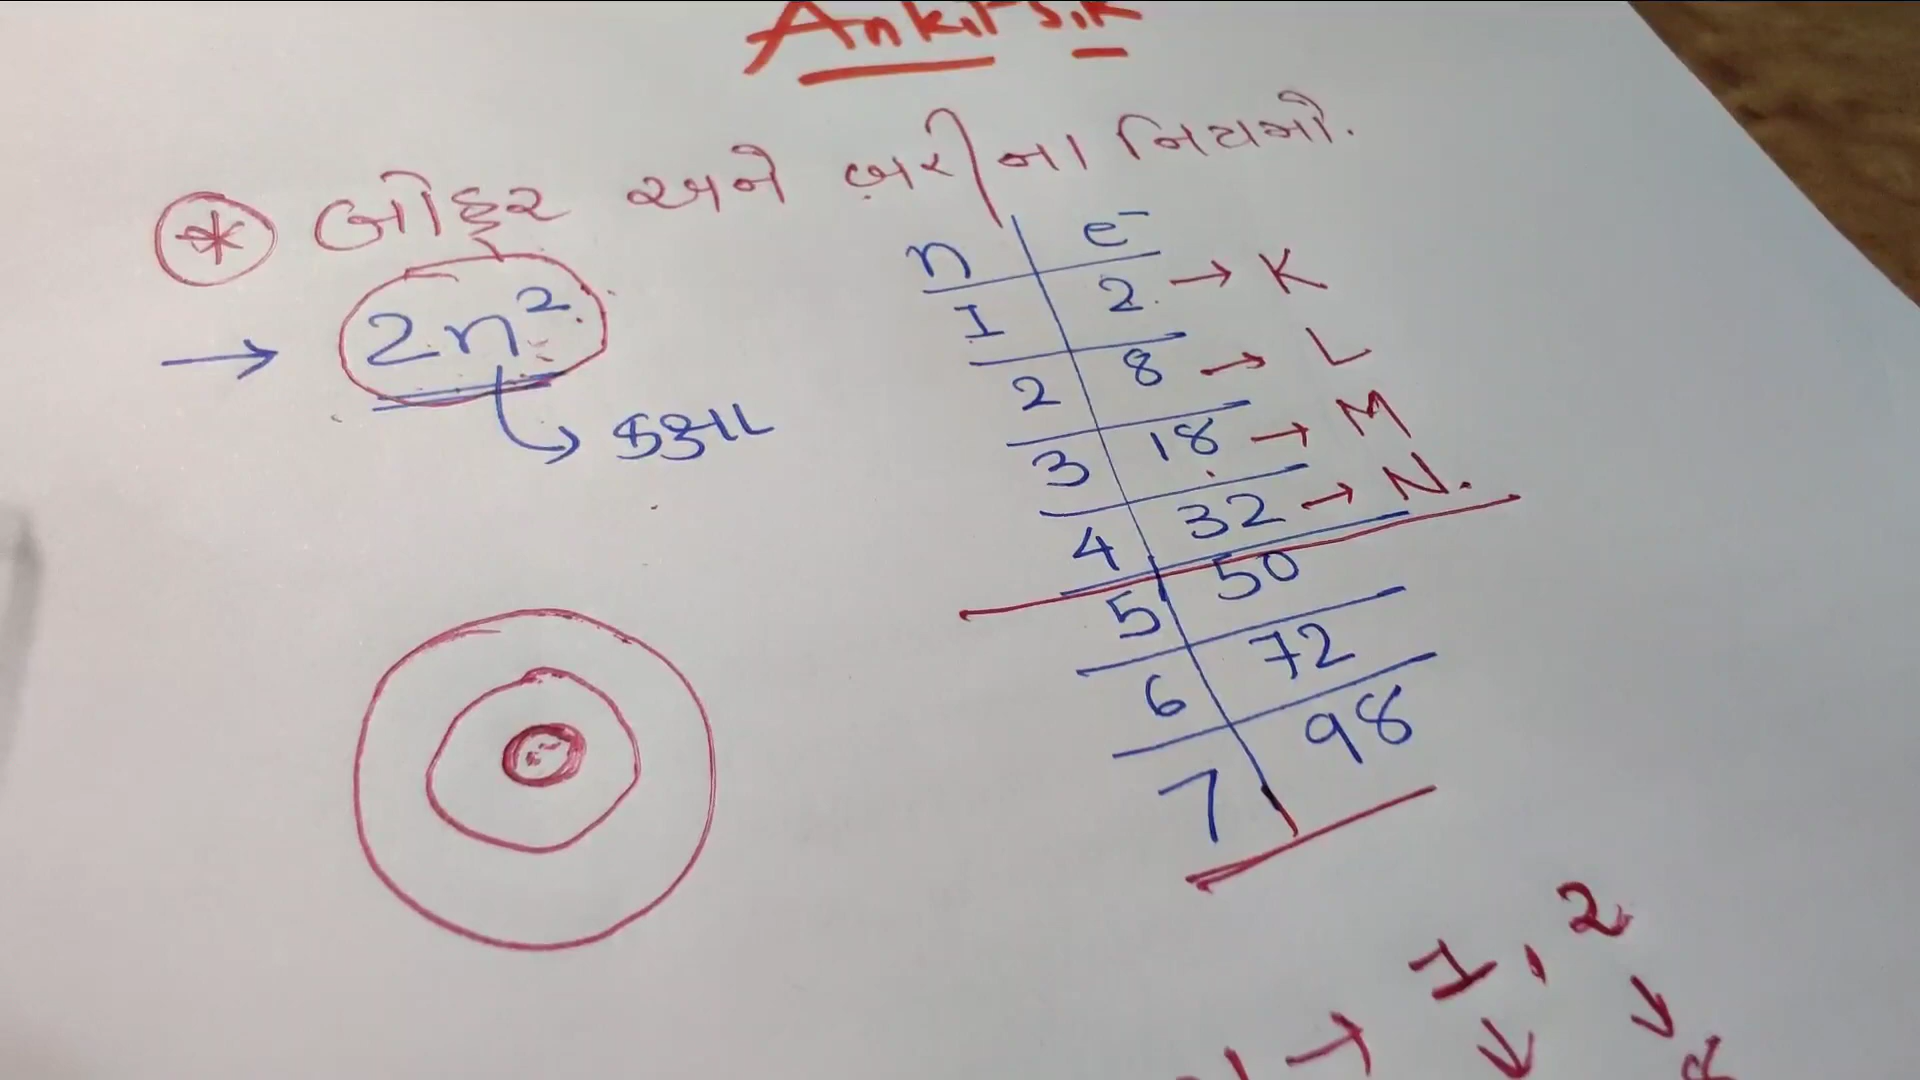 Ankit Sir
* બોહ્ર અને બરીના નિયમો.
→ 2n²
કક્ષા
n e⁻
1 2 → K
2 8 → L
3 18 → M
4 32 → N.
5 50
6 72
7 98
1, 2